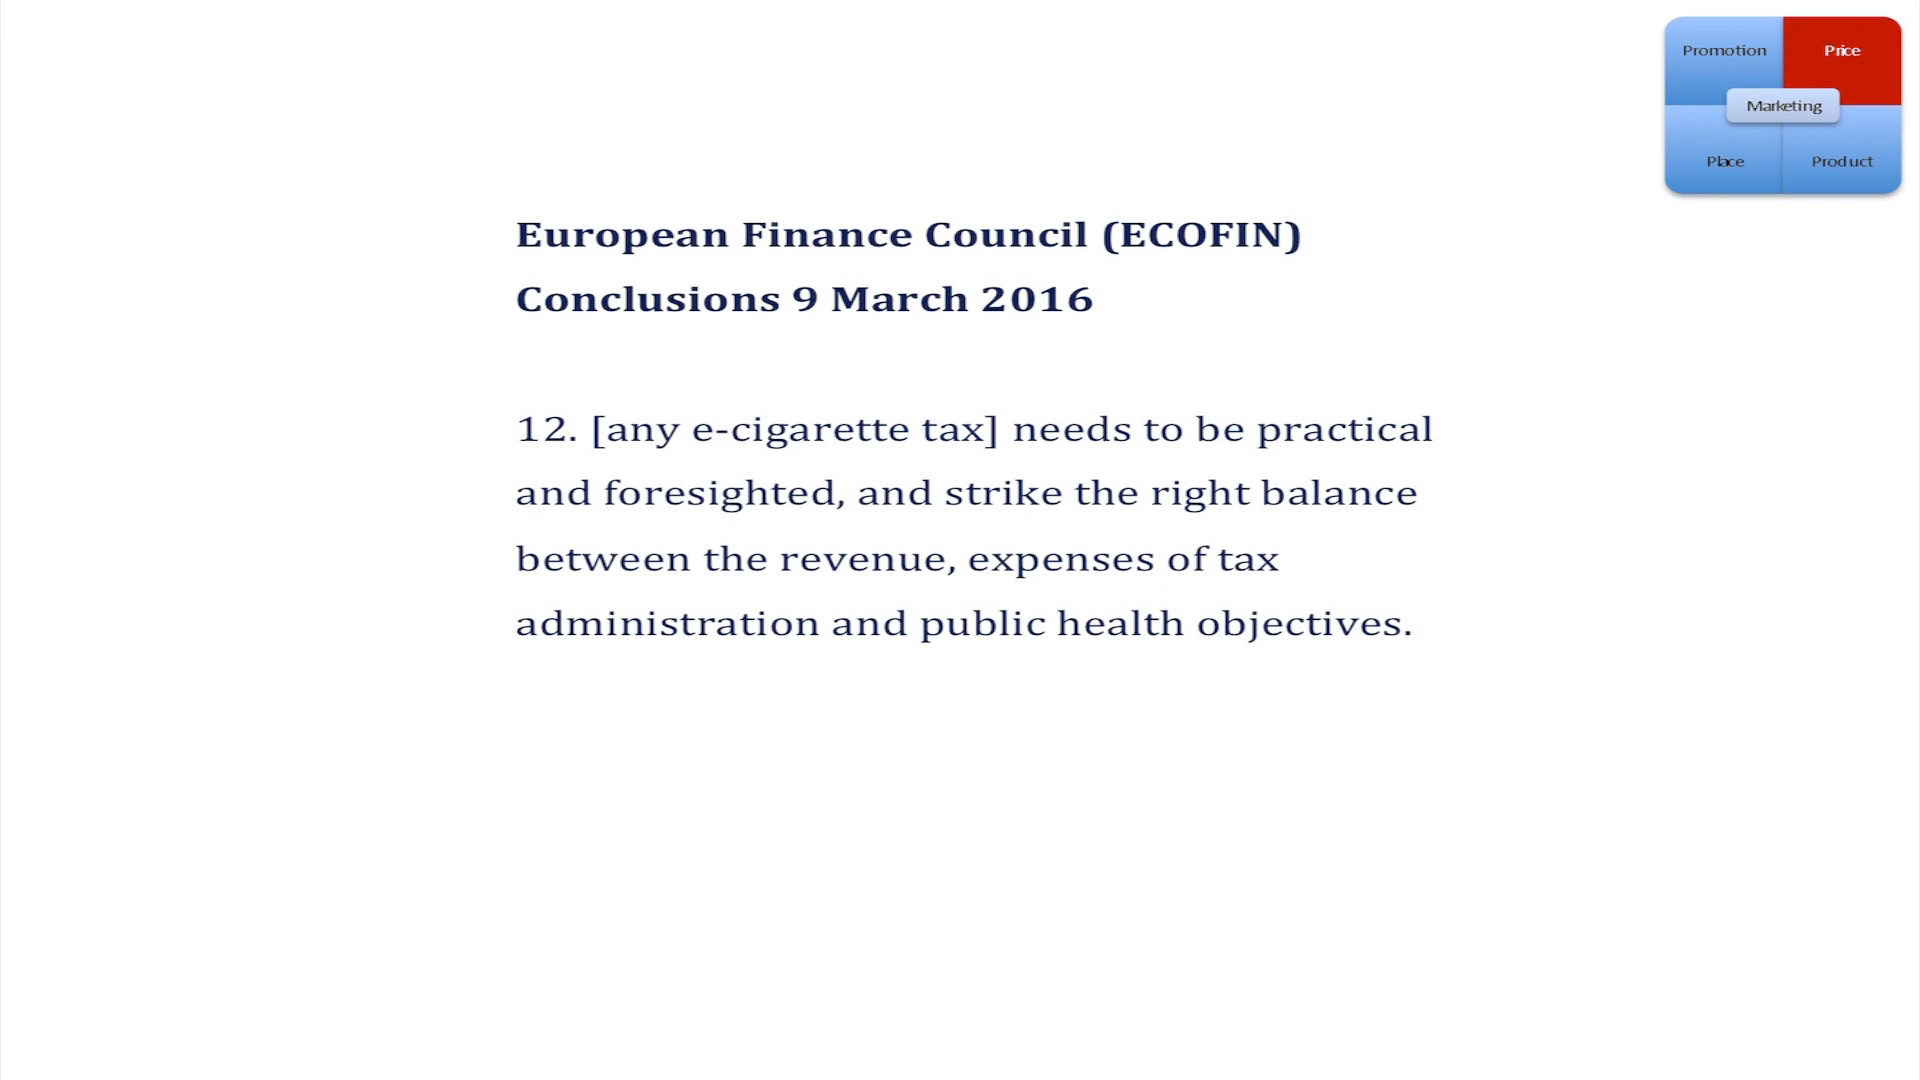 Promotion
Price
Marketing
Place
Product
European Finance Council (ECOFIN)
Conclusions 9 March 2016
12. [any e-cigarette tax] needs to be practical
and foresighted, and strike the right balance
between the revenue, expenses of tax
administration and public health objectives.